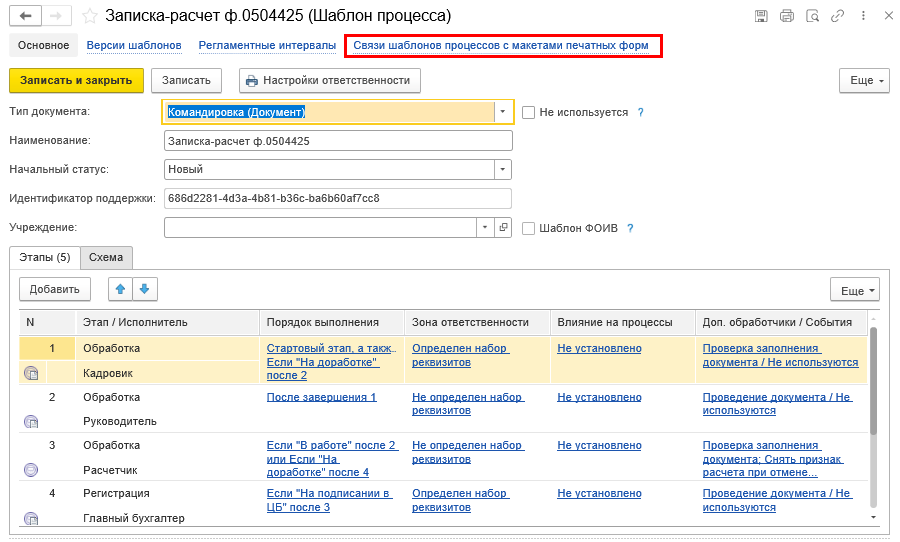 Записка-расчет ф.0504425 (Шаблон процесса)
Основное Версии шаблонов Регламентные интервалы Связи шаблонов процессов с макетами печатных форм
Записать и закрыть Записать Настройки ответственности Еще
Тип документа: Командировка (Документ) Не используется ?
Наименование: Записка-расчет ф.0504425
Начальный статус: Новый
Идентификатор поддержки: 686d2281-4d3a-4b81-b36c-ba6b60af7cc8
Учреждение: Шаблон ФОИВ ?
Этапы (5) Схема
Добавить Еще
N Этап / Исполнитель Порядок выполнения Зона ответственности Влияние на процессы Доп. обработчики / События
1 Обработка Стартовый этап, а такж.. Определен набор Не установлено Проверка заполнения
Кадровик Если "На доработке" реквизитов документа / Не используются
после 2
2 Обработка После завершения 1 Не определен набор Не установлено Проведение документа / Не
Руководитель реквизитов используются
3 Обработка Если "В работе" после 2 Не определен набор Не установлено Проверка заполнения
или Если "На реквизитов документа; Снять признак
Расчетчик доработке" после 4 расчета при отмене...
4 Регистрация Если "На подписании в Определен набор Не установлено Проведение документа / Не
Главный бухгалтер ЦБ" после 3 реквизитов используются